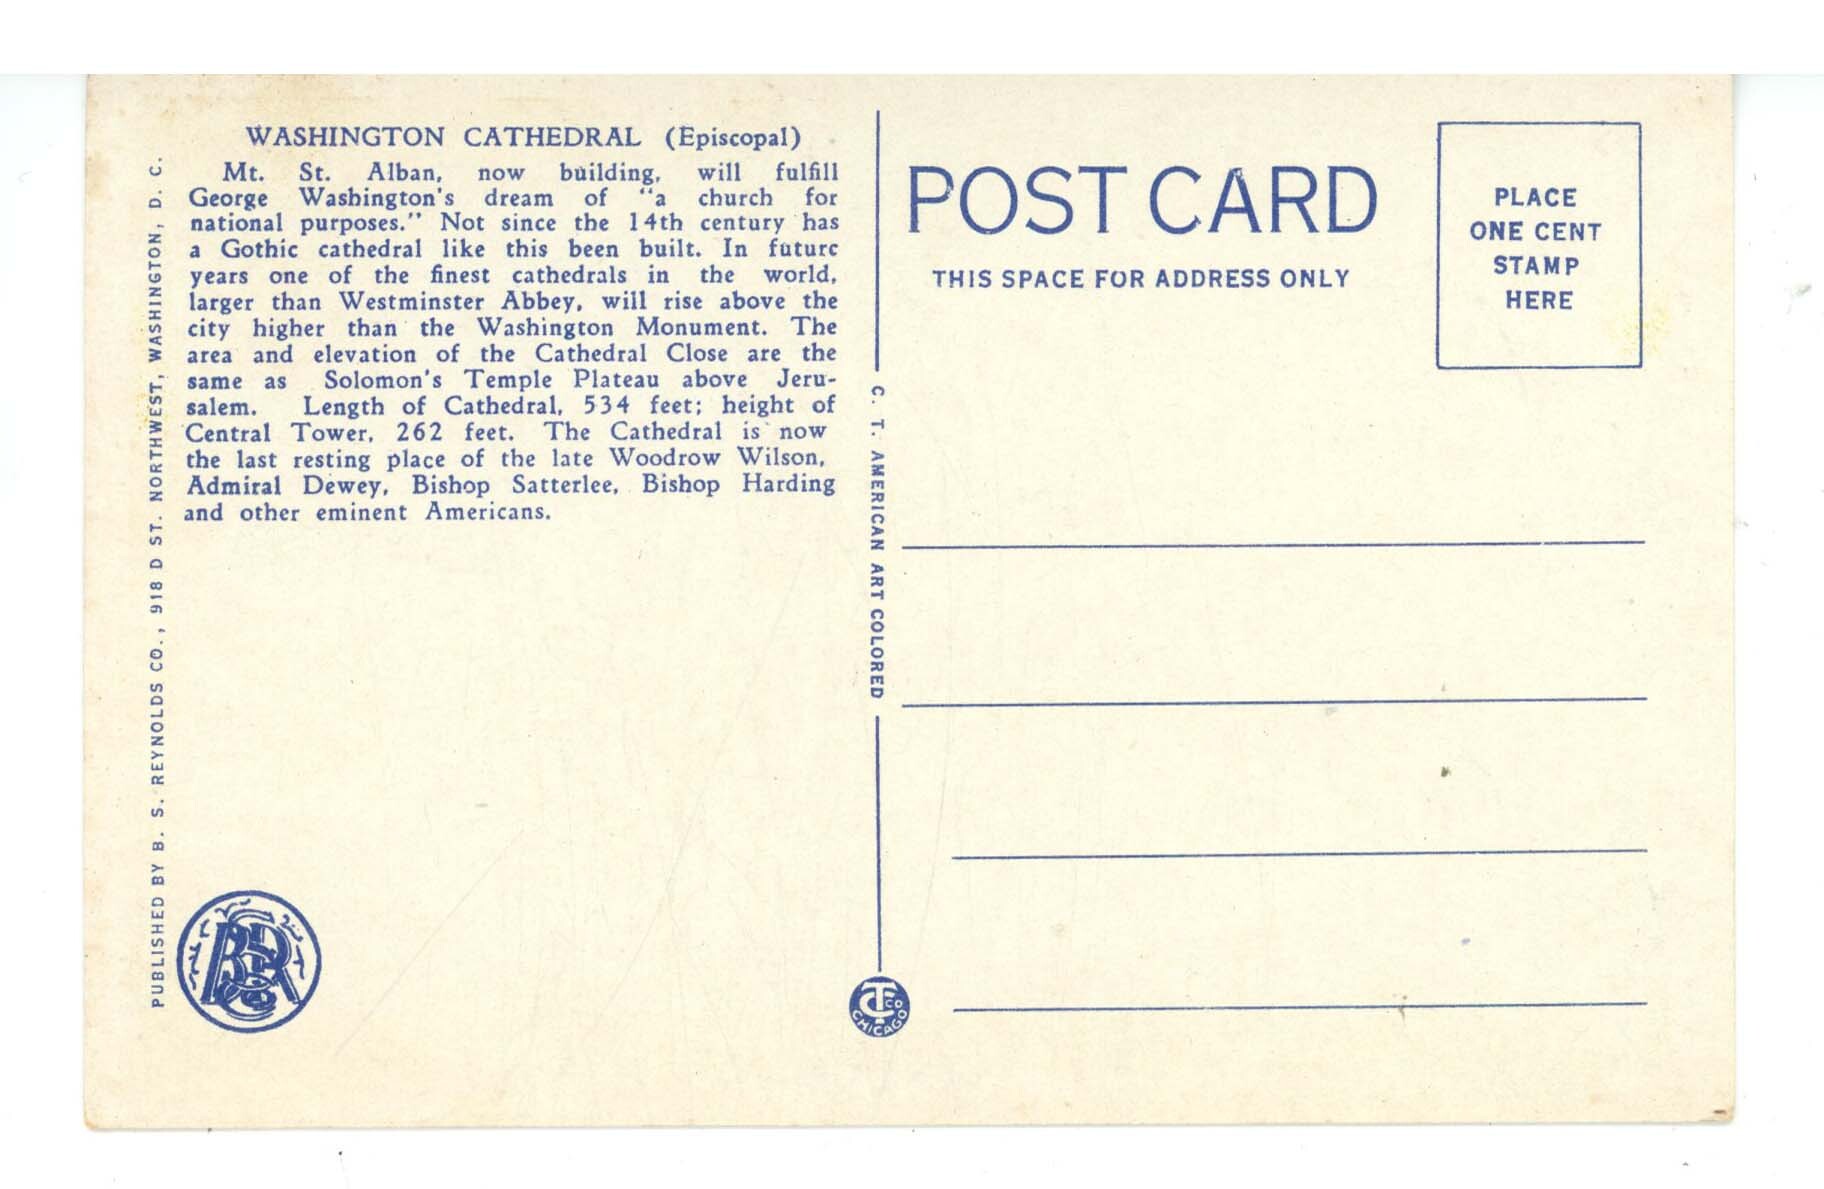 WASHINGTON CATHEDRAL (Episcopal)
Mt. St. Alban, now building, will fulfill
George Washington's dream of "a church for
national purposes." Not since the 14th century has
a Gothic cathedral like this been built. In future
years one of the finest cathedrals in the world,
larger than Westminster Abbey, will rise above the
city higher than the Washington Monument. The
area and elevation of the Cathedral Close are the
same as Solomon's Temple Plateau above Jeru-
salem. Length of Cathedral, 534 feet; height of
Central Tower, 262 feet. The Cathedral is now
the last resting place of the late Woodrow Wilson,
Admiral Dewey, Bishop Satterlee, Bishop Harding
and other eminent Americans.
PUBLISHED BY B. S. REYNOLDS CO., 918 D ST. NORTHWEST, WASHINGTON, D. C.
C. T. AMERICAN ART COLORED
CT CO
CHICAGO
POST CARD
THIS SPACE FOR ADDRESS ONLY
PLACE
ONE CENT
STAMP
HERE